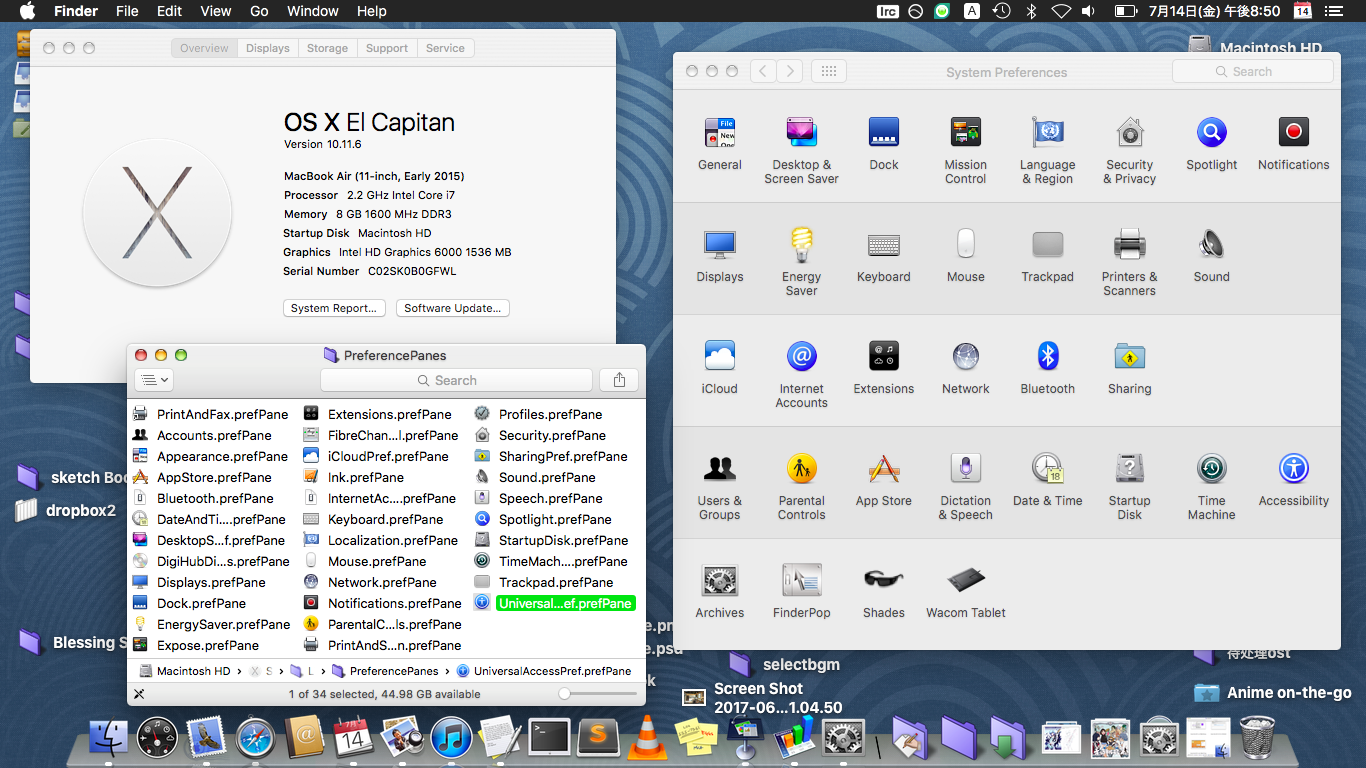 Finder File Edit View Go Window Help
lrc A 7月14日(金) 午後8:50 14
Overview Displays Storage Support Service
OS X El Capitan
Version 10.11.6
MacBook Air (11-inch, Early 2015)
Processor 2.2 GHz Intel Core i7
Memory 8 GB 1600 MHz DDR3
Startup Disk Macintosh HD
Graphics Intel HD Graphics 6000 1536 MB
Serial Number C02SK0B0GFWL
System Report... Software Update...
PreferencePanes
Search
PrintAndFax.prefPane
Accounts.prefPane
Appearance.prefPane
AppStore.prefPane
Bluetooth.prefPane
DateAndTi....prefPane
DesktopS...f.prefPane
DigiHubDi...s.prefPane
Displays.prefPane
Dock.prefPane
EnergySaver.prefPane
Expose.prefPane
Extensions.prefPane
FibreChan...l.prefPane
iCloudPref.prefPane
Ink.prefPane
InternetAc....prefPane
Keyboard.prefPane
Localization.prefPane
Mouse.prefPane
Network.prefPane
Notifications.prefPane
ParentalC...ls.prefPane
PrintAndS...n.prefPane
Profiles.prefPane
Security.prefPane
SharingPref.prefPane
Sound.prefPane
Speech.prefPane
Spotlight.prefPane
StartupDisk.prefPane
TimeMach....prefPane
Trackpad.prefPane
Universal...ef.prefPane
Macintosh HD › S › L › PreferencePanes › UniversalAccessPref.prefPane
1 of 34 selected, 44.98 GB available
Macintosh HD
System Preferences
Search
File
New
General
Desktop &
Screen Saver
Dock
Mission
Control
Language
& Region
Security
& Privacy
Spotlight
Notifications
Displays
Energy
Saver
Keyboard
Mouse
Trackpad
Printers &
Scanners
Sound
iCloud
Internet
Accounts
Extensions
Network
Bluetooth
Sharing
Users &
Groups
Parental
Controls
App Store
Dictation
& Speech
18
Date & Time
Startup
Disk
Time
Machine
Accessibility
Archives
FinderPop
Shades
Wacom Tablet
sketch Boo
dropbox2
Blessing S
e.pn
e.psd
k
selectbgm
Screen Shot
2017-06...1.04.50
待処理ost
Anime on-the-go
14